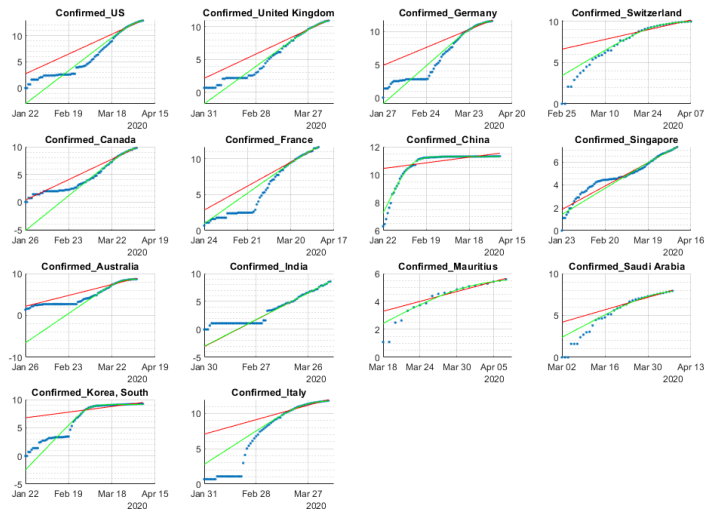 Confirmed_US
10
5
0
Jan 22 Feb 19 Mar 18 Apr 15
2020
Confirmed_United Kingdom
10
5
0
Jan 31 Feb 28 Mar 27
2020
Confirmed_Germany
10
5
0
Jan 27 Feb 24 Mar 23 Apr 20
2020
Confirmed_Switzerland
10
5
0
Feb 25 Mar 10 Mar 24 Apr 07
2020
Confirmed_Canada
10
5
0
-5
Jan 26 Feb 23 Mar 22 Apr 19
2020
Confirmed_France
10
5
0
Jan 24 Feb 21 Mar 20 Apr 17
2020
Confirmed_China
12
10
8
6
Jan 22 Feb 19 Mar 18 Apr 15
2020
Confirmed_Singapore
6
4
2
0
Jan 23 Feb 20 Mar 19 Apr 16
2020
Confirmed_Australia
10
0
-10
Jan 26 Feb 23 Mar 22 Apr 19
2020
Confirmed_India
10
5
0
-5
Jan 30 Feb 27 Mar 26
2020
Confirmed_Mauritius
6
4
2
0
Mar 18 Mar 24 Mar 30 Apr 05
2020
Confirmed_Saudi Arabia
10
5
0
Mar 02 Mar 16 Mar 30 Apr 13
2020
Confirmed_Korea, South
10
5
0
-5
Jan 22 Feb 19 Mar 18 Apr 15
2020
Confirmed_Italy
10
5
0
Jan 31 Feb 28 Mar 27
2020